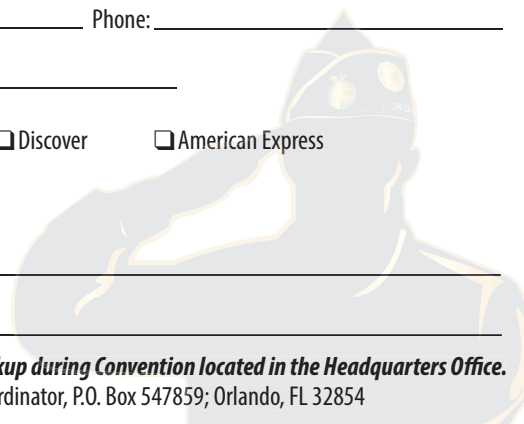 Phone:
❑ Discover ❑ American Express
kup during Convention located in the Headquarters Office.
rdinator, P.O. Box 547859; Orlando, FL 32854